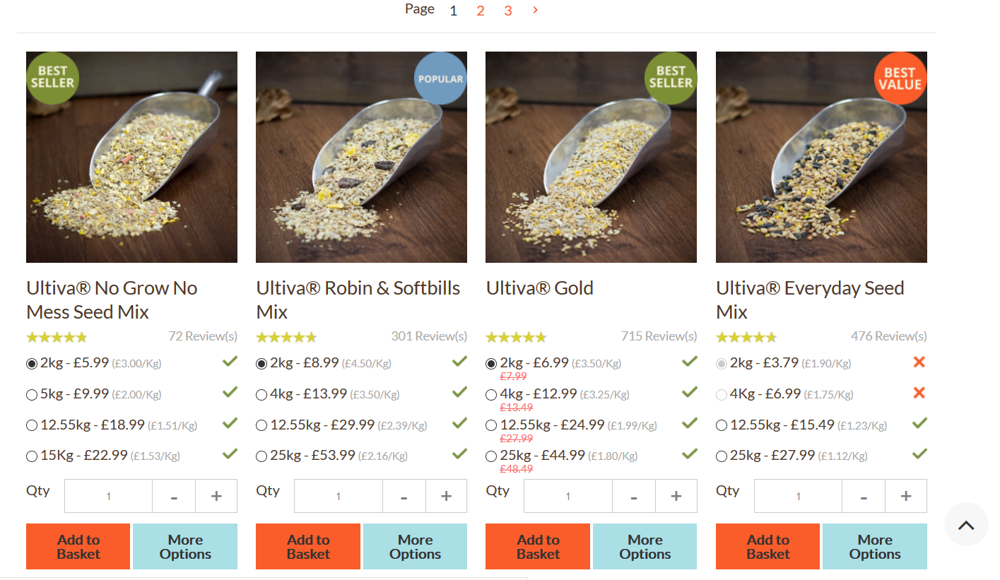 Page 1 2 3 >
BEST
SELLER
Ultiva® No Grow No
Mess Seed Mix
72 Review(s)
2kg - £5.99 (£3.00/Kg)
5kg - £9.99 (£2.00/Kg)
12.55kg - £18.99 (£1.51/Kg)
15Kg - £22.99 (£1.53/Kg)
Qty 1 - +
Add to
Basket
More
Options
POPULAR
Ultiva® Robin & Softbills
Mix
301 Review(s)
2kg - £8.99 (£4.50/Kg)
4kg - £13.99 (£3.50/Kg)
12.55kg - £29.99 (£2.39/Kg)
25kg - £53.99 (£2.16/Kg)
Qty 1 - +
Add to
Basket
More
Options
BEST
SELLER
Ultiva® Gold
715 Review(s)
2kg - £6.99 (£3.50/Kg)
£7.99
4kg - £12.99 (£3.25/Kg)
£13.49
12.55kg - £24.99 (£1.99/Kg)
£27.99
25kg - £44.99 (£1.80/Kg)
£48.49
Qty 1 - +
Add to
Basket
More
Options
BEST
VALUE
Ultiva® Everyday Seed
Mix
476 Review(s)
2kg - £3.79 (£1.90/Kg)
4Kg - £6.99 (£1.75/Kg)
12.55kg - £15.49 (£1.23/Kg)
25kg - £27.99 (£1.12/Kg)
Qty 1 - +
Add to
Basket
More
Options